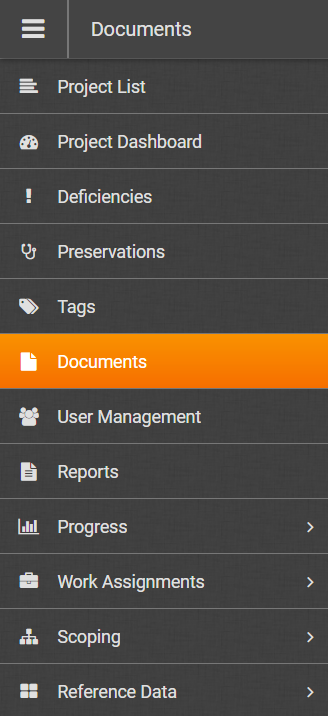 Documents
Project List
Project Dashboard
Deficiencies
Preservations
Tags
Documents
User Management
Reports
Progress
Work Assignments
Scoping
Reference Data